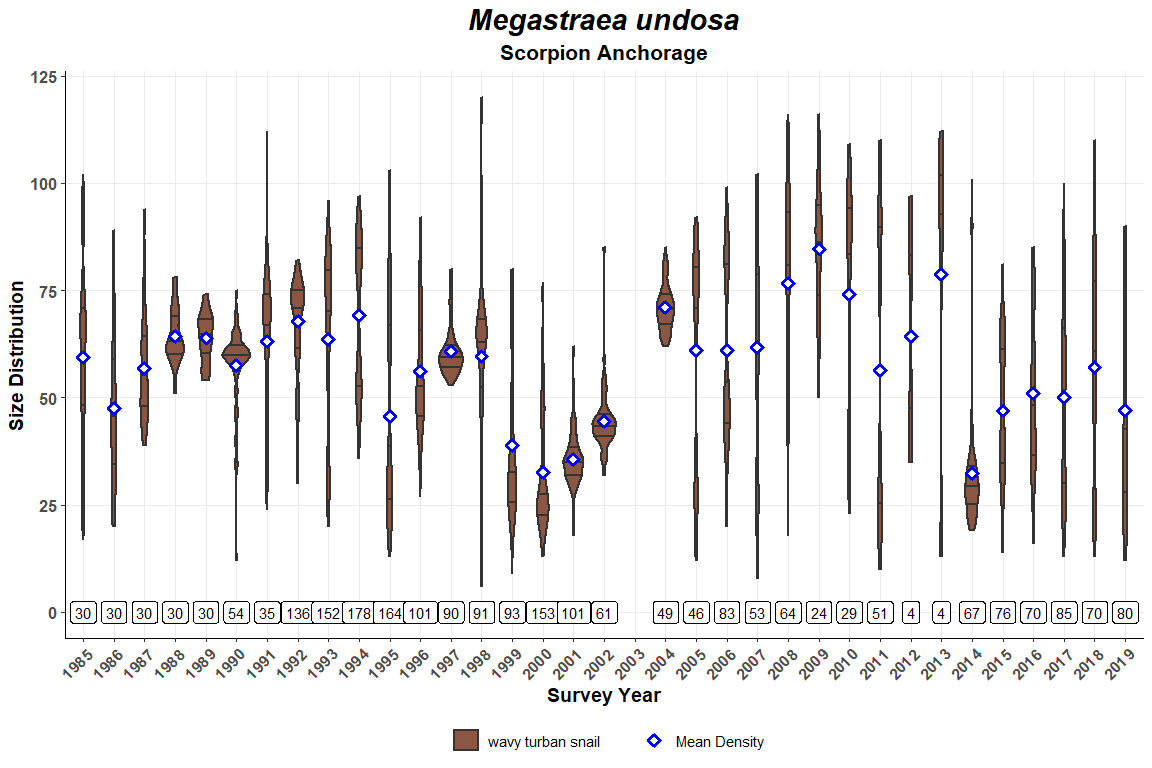 Megastraea undosa
Scorpion Anchorage
Size Distribution
125
100
75
50
25
0
30 30 30 30 30 54 35 136 152 178 164 101 90 91 93 153 101 61 49 46 83 53 64 24 29 51 4 4 67 76 70 85 70 80
1985 1986 1987 1988 1989 1990 1991 1992 1993 1994 1995 1996 1997 1998 1999 2000 2001 2002 2003 2004 2005 2006 2007 2008 2009 2010 2011 2012 2013 2014 2015 2016 2017 2018 2019
Survey Year
wavy turban snail Mean Density